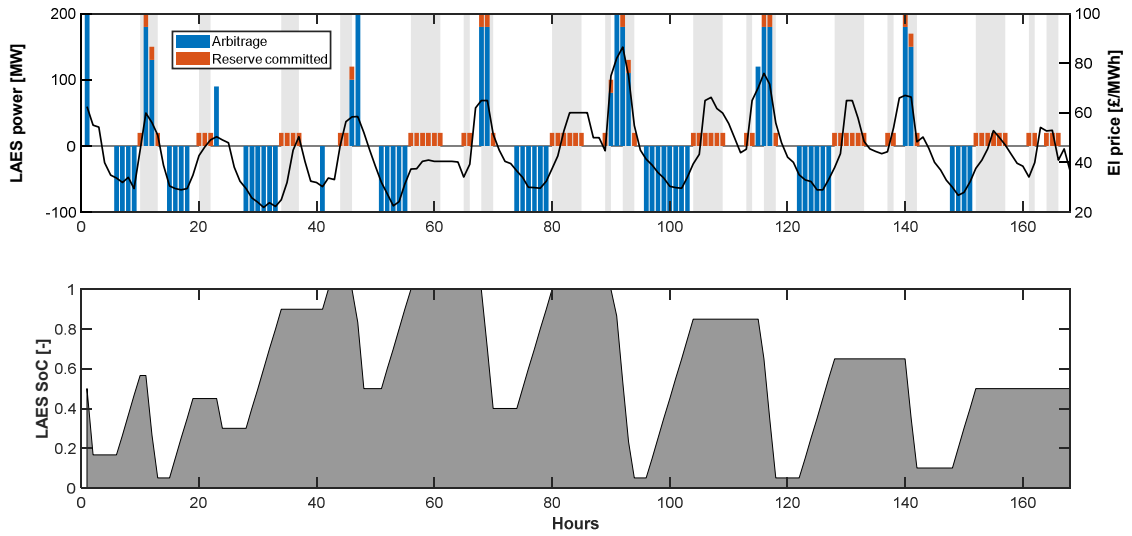 200
100
0
-100
LAES power [MW]
Arbitrage
Reserve committed
100
80
60
40
20
El price [£/MWh]
0 20 40 60 80 100 120 140 160
1
0.8
0.6
0.4
0.2
0
LAES SoC [-]
0 20 40 60 80 100 120 140 160
Hours